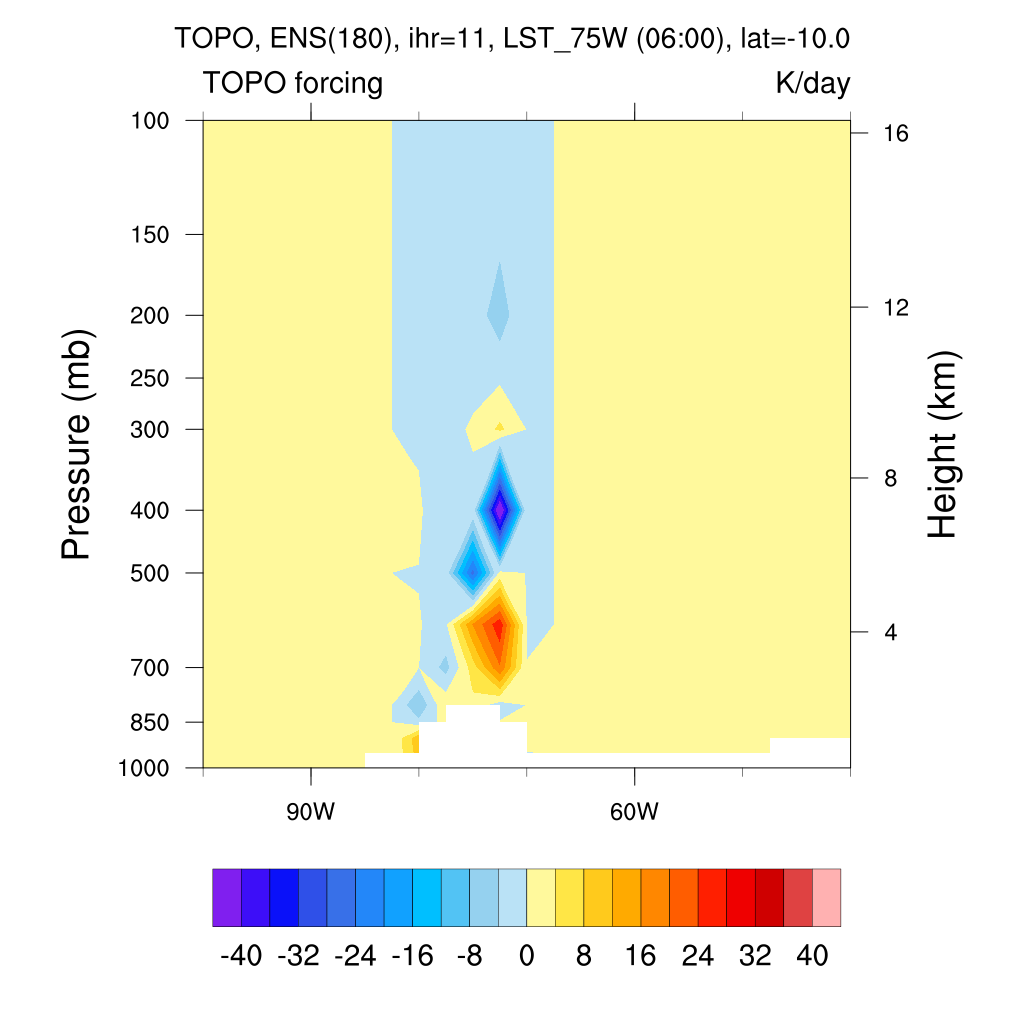 TOPO, ENS(180), ihr=11, LST_75W (06:00), lat=-10.0
TOPO forcing K/day
100
150
200
250
300
400
500
700
850
1000
Pressure (mb)
16
12
8
4
Height (km)
90W 60W
-40 -32 -24 -16 -8 0 8 16 24 32 40